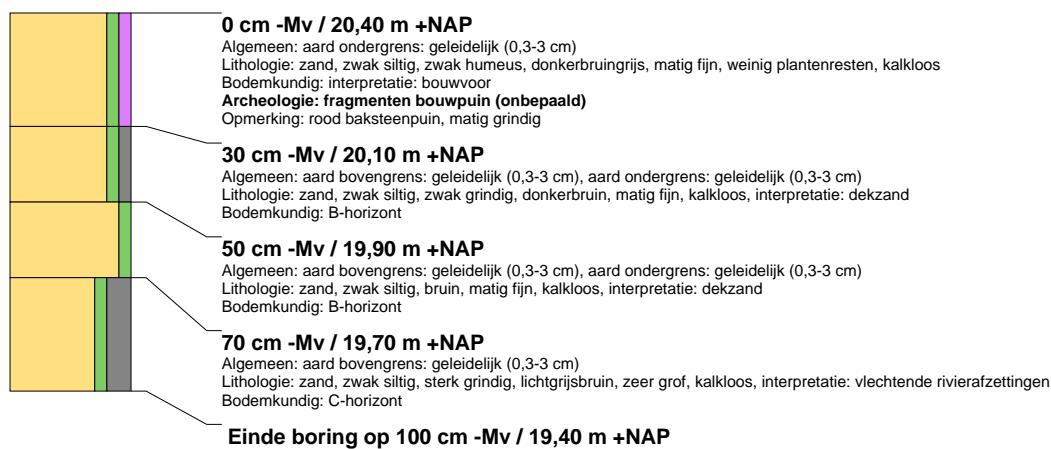 0 cm -Mv / 20,40 m +NAP
Algemeen: aard ondergrens: geleidelijk (0,3-3 cm)
Lithologie: zand, zwak siltig, zwak humeus, donkerbruingrijs, matig fijn, weinig plantenresten, kalkloos
Bodemkundig: interpretatie: bouwvoor
Archeologie: fragmenten bouwpuin (onbepaald)
Opmerking: rood baksteenpuin, matig grindig
30 cm -Mv / 20,10 m +NAP
Algemeen: aard bovengrens: geleidelijk (0,3-3 cm), aard ondergrens: geleidelijk (0,3-3 cm)
Lithologie: zand, zwak siltig, zwak grindig, donkerbruin, matig fijn, kalkloos, interpretatie: dekzand
Bodemkundig: B-horizont
50 cm -Mv / 19,90 m +NAP
Algemeen: aard bovengrens: geleidelijk (0,3-3 cm), aard ondergrens: geleidelijk (0,3-3 cm)
Lithologie: zand, zwak siltig, bruin, matig fijn, kalkloos, interpretatie: dekzand
Bodemkundig: B-horizont
70 cm -Mv / 19,70 m +NAP
Algemeen: aard bovengrens: geleidelijk (0,3-3 cm)
Lithologie: zand, zwak siltig, sterk grindig, lichtgrijsbruin, zeer grof, kalkloos, interpretatie: vlechtende rivierafzettingen
Bodemkundig: C-horizont
Einde boring op 100 cm -Mv / 19,40 m +NAP